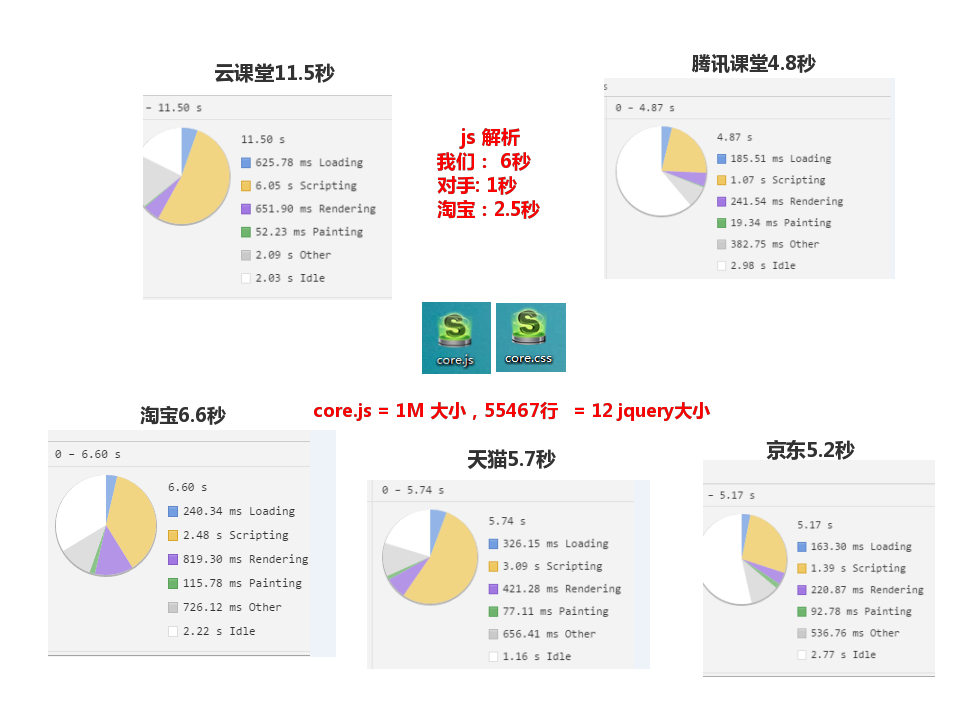 云课堂11.5秒
– 11.50 s
11.50 s
625.78 ms Loading
6.05 s Scripting
651.90 ms Rendering
52.23 ms Painting
2.09 s Other
2.03 s Idle
js 解析
我们： 6秒
对手: 1秒
淘宝：2.5秒
腾讯课堂4.8秒
s
0 – 4.87 s
4.87 s
185.51 ms Loading
1.07 s Scripting
241.54 ms Rendering
19.34 ms Painting
382.75 ms Other
2.98 s Idle
core.js
core.css
core.js = 1M 大小，55467行 = 12 jquery大小
淘宝6.6秒
0 – 6.60 s
6.60 s
240.34 ms Loading
2.48 s Scripting
819.30 ms Rendering
115.78 ms Painting
726.12 ms Other
2.22 s Idle
天猫5.7秒
0 – 5.74 s
5.74 s
326.15 ms Loading
3.09 s Scripting
421.28 ms Rendering
77.11 ms Painting
656.41 ms Other
1.16 s Idle
京东5.2秒
– 5.17 s
5.17 s
163.30 ms Loading
1.39 s Scripting
220.87 ms Rendering
92.78 ms Painting
536.76 ms Other
2.77 s Idle